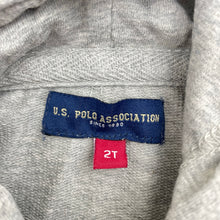 U.S. POLO ASSOCIATION
SINCE 1890
2T